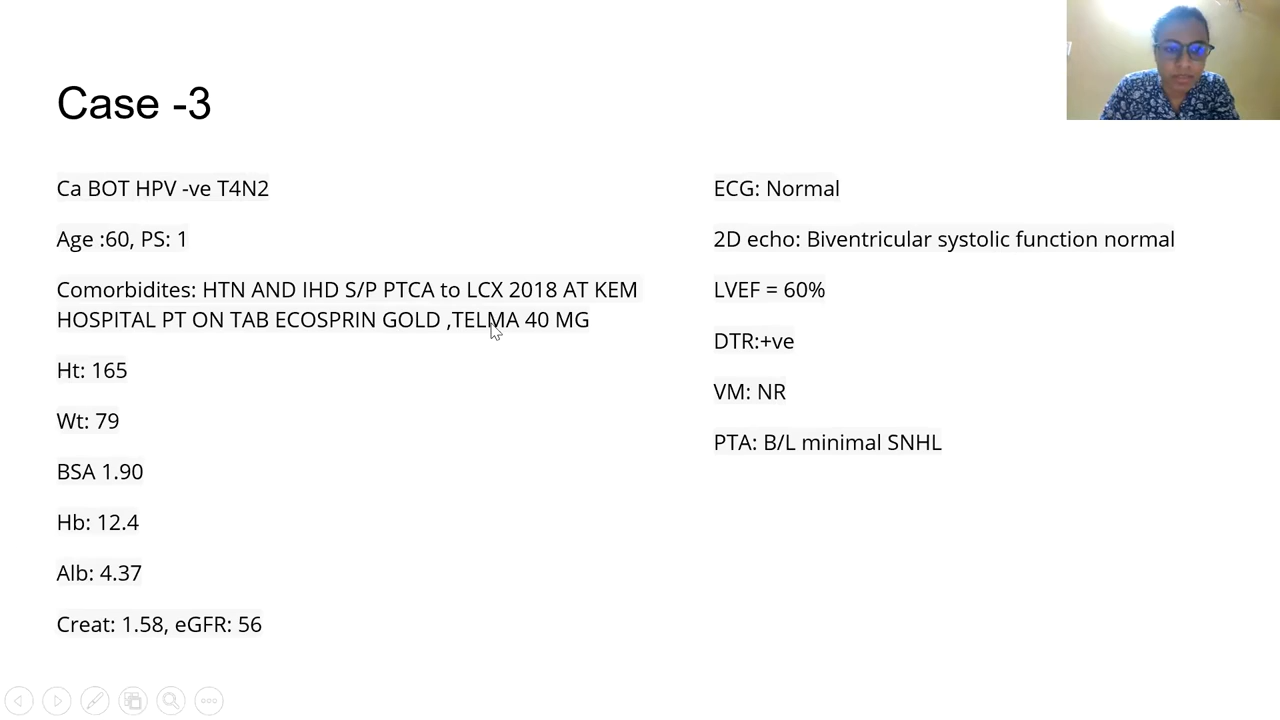 Case -3
Ca BOT HPV -ve T4N2
Age :60, PS: 1
Comorbidites: HTN AND IHD S/P PTCA to LCX 2018 AT KEM
HOSPITAL PT ON TAB ECOSPRIN GOLD ,TELMA 40 MG
Ht: 165
Wt: 79
BSA 1.90
Hb: 12.4
Alb: 4.37
Creat: 1.58, eGFR: 56
ECG: Normal
2D echo: Biventricular systolic function normal
LVEF = 60%
DTR:+ve
VM: NR
PTA: B/L minimal SNHL